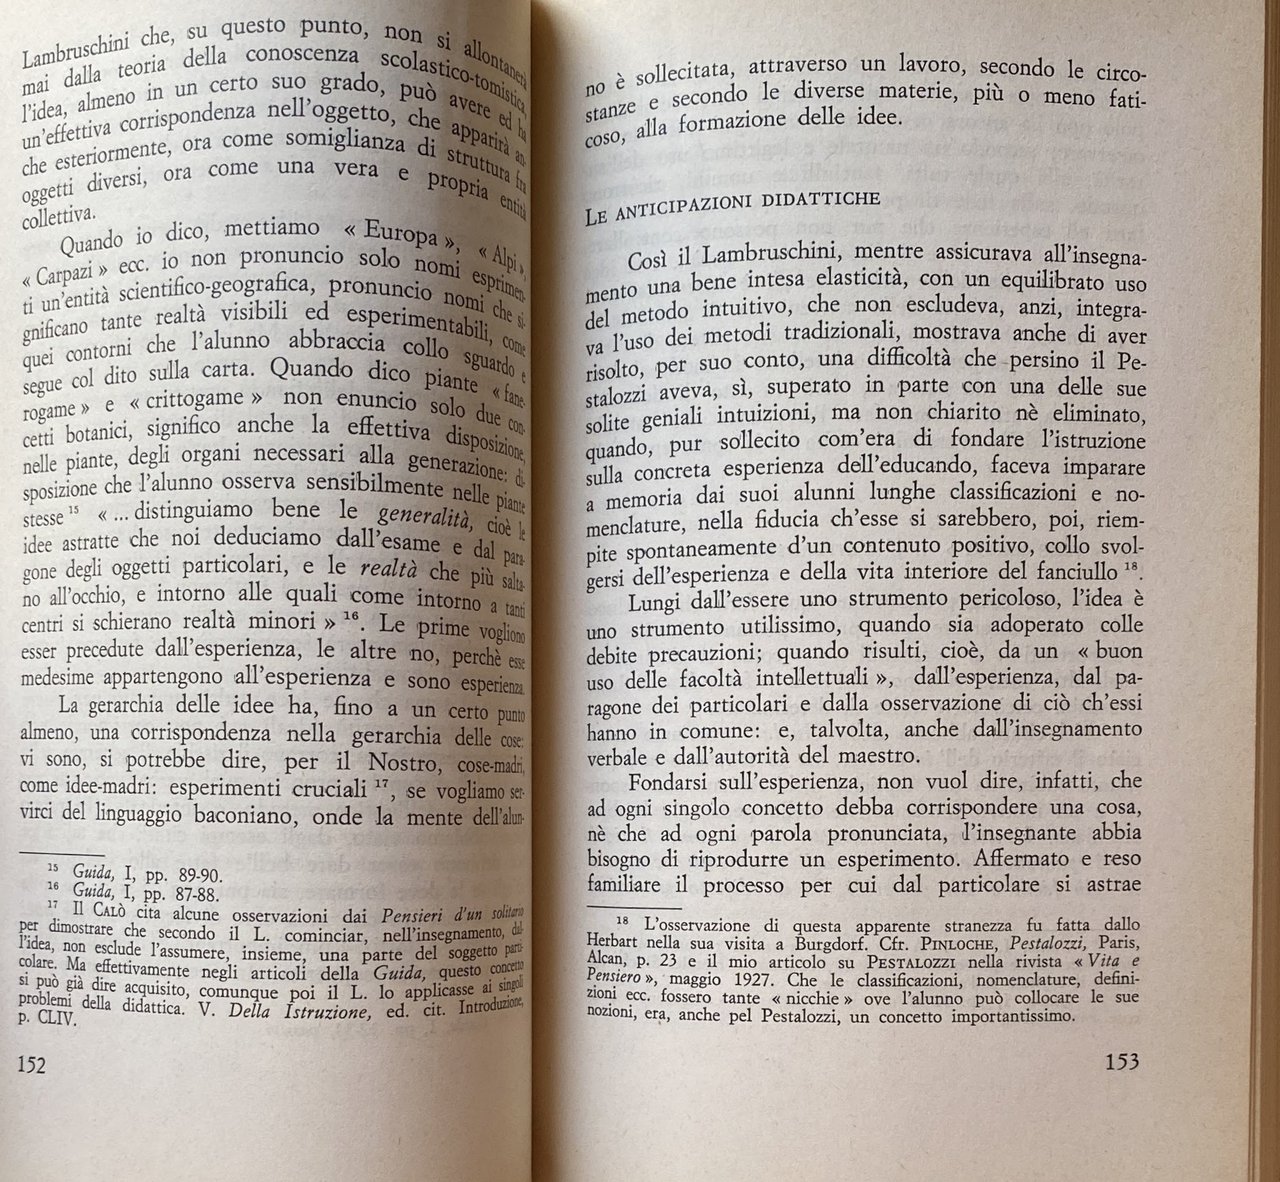 Lambruschini che, su questo punto, non si allontanerà
mai dalla teoria della conoscenza scolastico-tomistica,
l'idea, almeno in un certo suo grado, può avere ed ha
un'effettiva corrispondenza nell'oggetto, che apparirà an-
che esteriormente, ora come somiglianza di struttura fra
oggetti diversi, ora come una vera e propria entità
collettiva.
Quando io dico, mettiamo « Europa », « Alpi »,
« Carpazi » ecc. io non pronuncio solo nomi esprimen-
ti un'entità scientifico-geografica, pronuncio nomi che si-
gnificano tante realtà visibili ed esperimentabili, come
quei contorni che l'alunno abbraccia collo sguardo e
segue col dito sulla carta. Quando dico piante « fane-
rogame » e « crittogame » non enuncio solo due con-
cetti botanici, significo anche la effettiva disposizione,
nelle piante, degli organi necessari alla generazione: di-
sposizione che l'alunno osserva sensibilmente nelle piante
stesse ¹⁵ « ... distinguiamo bene le generalità, cioè le
idee astratte che noi deduciamo dall'esame e dal para-
gone degli oggetti particolari, e le realtà che più salta-
no all'occhio, e intorno alle quali come intorno a tanti
centri si schierano realtà minori » ¹⁶. Le prime vogliono
esser precedute dall'esperienza, le altre no, perchè esse
medesime appartengono all'esperienza e sono esperienza.
La gerarchia delle idee ha, fino a un certo punto
almeno, una corrispondenza nella gerarchia delle cose:
vi sono, si potrebbe dire, per il Nostro, cose-madri,
come idee-madri: esperimenti cruciali ¹⁷, se vogliamo ser-
virci del linguaggio baconiano, onde la mente dell'alun-
¹⁵ Guida, I, pp. 89-90.
¹⁶ Guida, I, pp. 87-88.
¹⁷ Il CALÒ cita alcune osservazioni dai Pensieri d'un solitario
per dimostrare che secondo il L. cominciar, nell'insegnamento, dal-
l'idea, non esclude l'assumere, insieme, una parte del soggetto parti-
colare. Ma effettivamente negli articoli della Guida, questo concetto
si può già dire acquisito, comunque poi il L. lo applicasse ai singoli
problemi della didattica. V. Della Istruzione, ed. cit. Introduzione,
p. CLIV.
152
no è sollecitata, attraverso un lavoro, secondo le circo-
stanze e secondo le diverse materie, più o meno fati-
coso, alla formazione delle idee.
LE ANTICIPAZIONI DIDATTICHE
Così il Lambruschini, mentre assicurava all'insegna-
mento una bene intesa elasticità, con un equilibrato uso
del metodo intuitivo, che non escludeva, anzi, integra-
va l'uso dei metodi tradizionali, mostrava anche di aver
risolto, per suo conto, una difficoltà che persino il Pe-
stalozzi aveva, sì, superato in parte con una delle sue
solite geniali intuizioni, ma non chiarito nè eliminato,
quando, pur sollecito com'era di fondare l'istruzione
sulla concreta esperienza dell'educando, faceva imparare
a memoria dai suoi alunni lunghe classificazioni e no-
menclature, nella fiducia ch'esse si sarebbero, poi, riem-
pite spontaneamente d'un contenuto positivo, collo svol-
gersi dell'esperienza e della vita interiore del fanciullo ¹⁸.
Lungi dall'essere uno strumento pericoloso, l'idea è
uno strumento utilissimo, quando sia adoperato colle
debite precauzioni; quando risulti, cioè, da un « buon
uso delle facoltà intellettuali », dall'esperienza, dal pa-
ragone dei particolari e dalla osservazione di ciò ch'essi
hanno in comune: e, talvolta, anche dall'insegnamento
verbale e dall'autorità del maestro.
Fondarsi sull'esperienza, non vuol dire, infatti, che
ad ogni singolo concetto debba corrispondere una cosa,
nè che ad ogni parola pronunciata, l'insegnante abbia
bisogno di riprodurre un esperimento. Affermato e reso
familiare il processo per cui dal particolare si astrae
¹⁸ L'osservazione di questa apparente stranezza fu fatta dallo
Herbart nella sua visita a Burgdorf. Cfr. PINLOCHE, Pestalozzi, Paris,
Alcan, p. 23 e il mio articolo su PESTALOZZI nella rivista « Vita e
Pensiero », maggio 1927. Che le classificazioni, nomenclature, defini-
zioni ecc. fossero tante « nicchie » ove l'alunno può collocare le sue
nozioni, era, anche pel Pestalozzi, un concetto importantissimo.
153